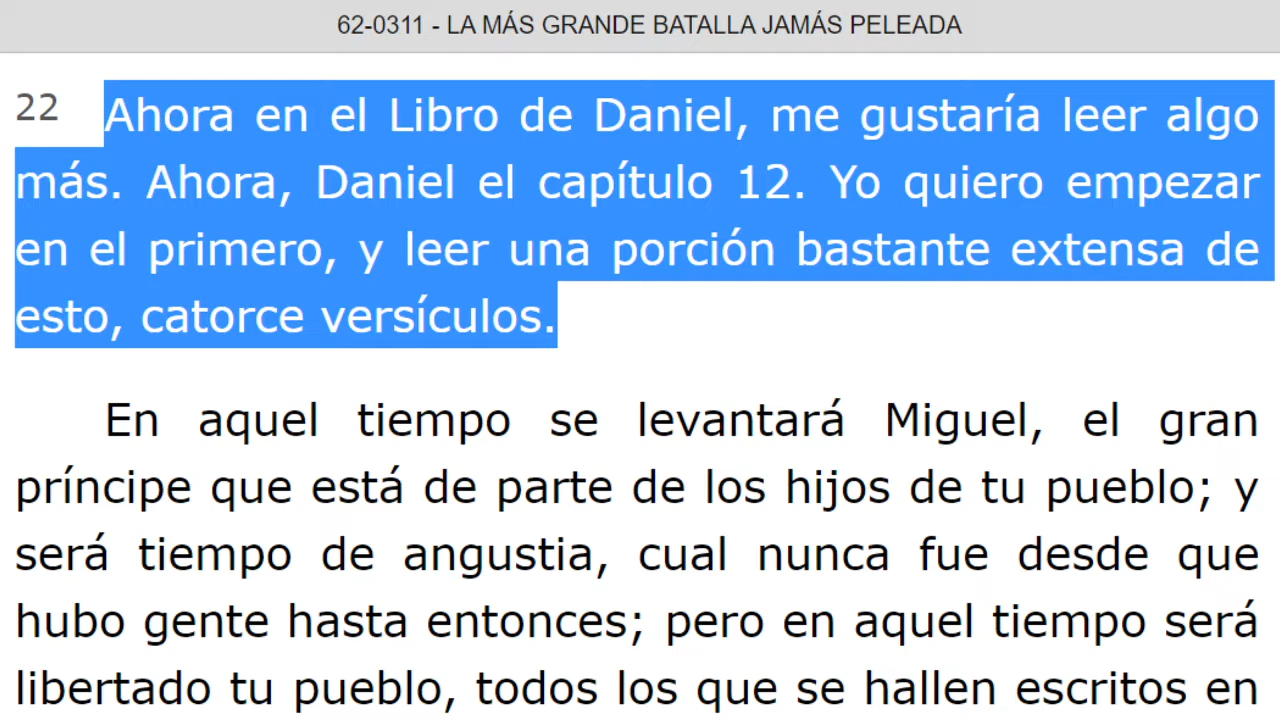 62-0311 - LA MÁS GRANDE BATALLA JAMÁS PELEADA
22 Ahora en el Libro de Daniel, me gustaría leer algo
más. Ahora, Daniel el capítulo 12. Yo quiero empezar
en el primero, y leer una porción bastante extensa de
esto, catorce versículos.
En aquel tiempo se levantará Miguel, el gran
príncipe que está de parte de los hijos de tu pueblo; y
será tiempo de angustia, cual nunca fue desde que
hubo gente hasta entonces; pero en aquel tiempo será
libertado tu pueblo, todos los que se hallen escritos en